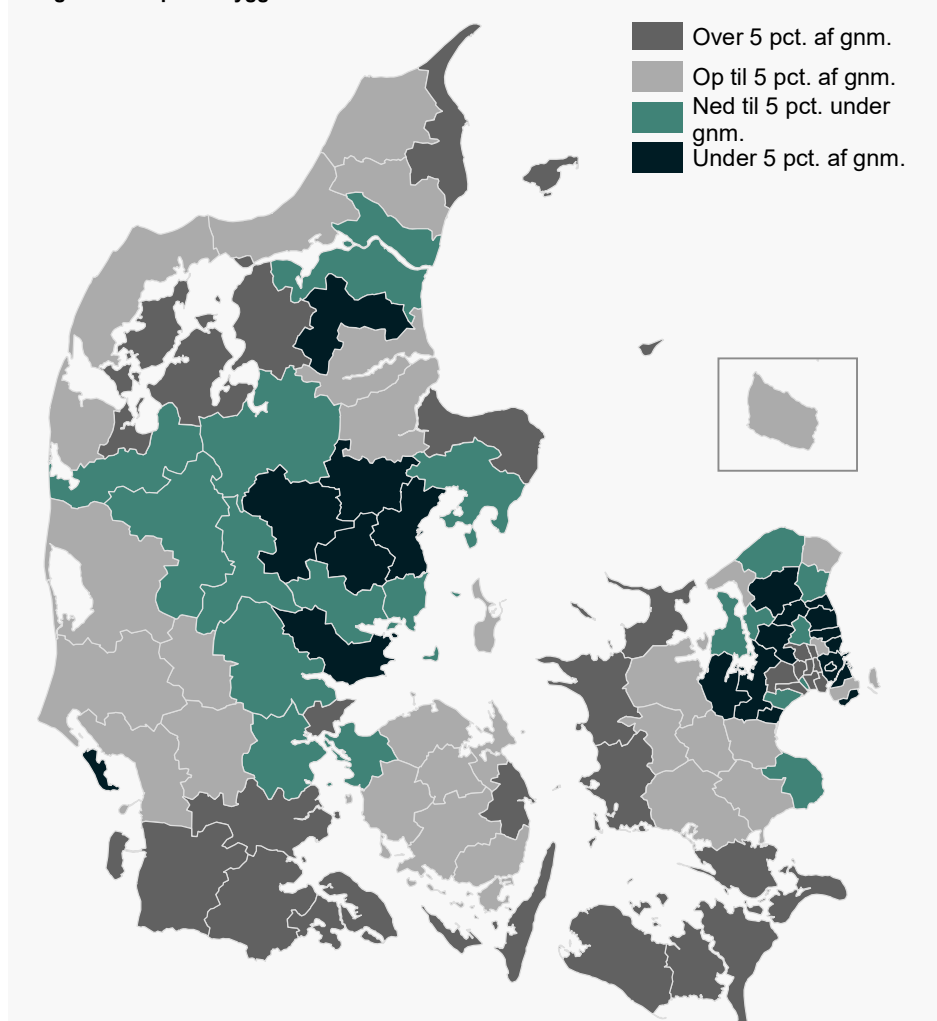 Over 5 pct. af gnm.
Op til 5 pct. af gnm.
Ned til 5 pct. under
gnm.
Under 5 pct. af gnm.